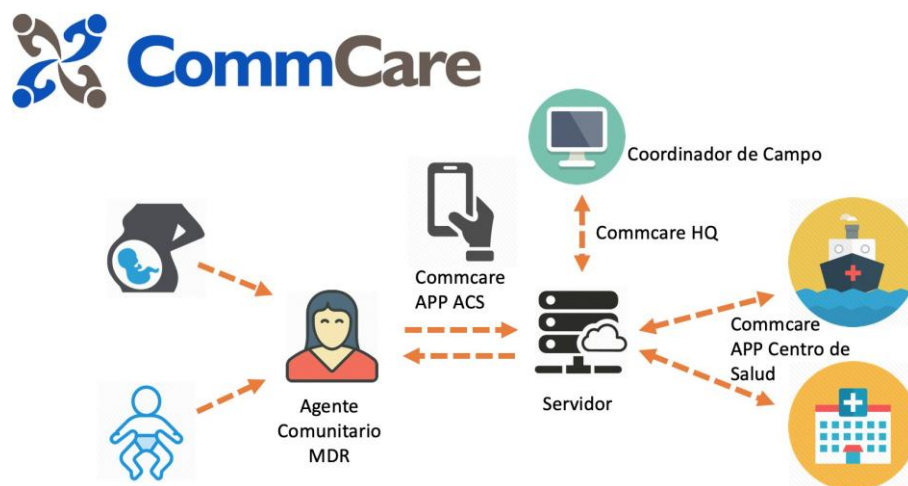 CommCare
Coordinador de Campo
Commcare HQ
Commcare
APP ACS
Commcare
APP Centro de
Salud
Agente
Comunitario
MDR
Servidor